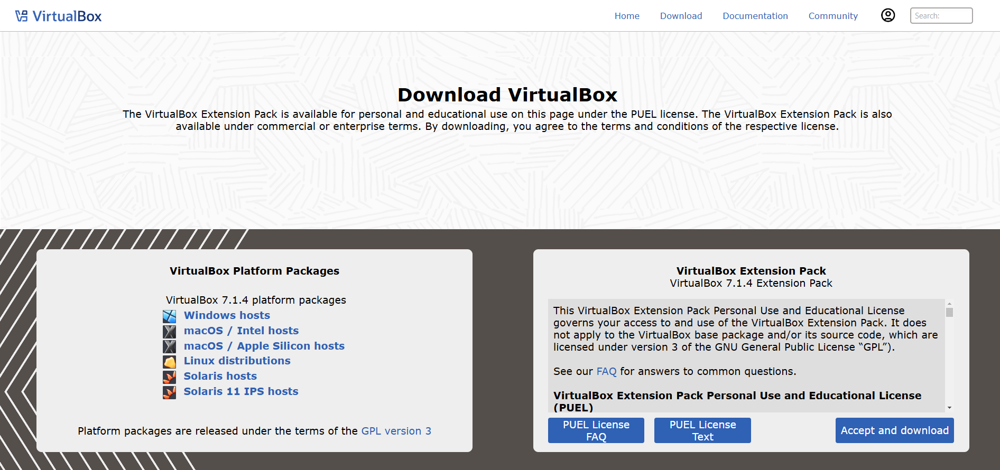 VirtualBox
Home
Download
Documentation
Community
Search:
Download VirtualBox
The VirtualBox Extension Pack is available for personal and educational use on this page under the PUEL license. The VirtualBox Extension Pack is also
available under commercial or enterprise terms. By downloading, you agree to the terms and conditions of the respective license.
VirtualBox Platform Packages
VirtualBox 7.1.4 platform packages
Windows hosts
macOS / Intel hosts
macOS / Apple Silicon hosts
Linux distributions
Solaris hosts
Solaris 11 IPS hosts
Platform packages are released under the terms of the GPL version 3
VirtualBox Extension Pack
VirtualBox 7.1.4 Extension Pack
This VirtualBox Extension Pack Personal Use and Educational License
governs your access to and use of the VirtualBox Extension Pack. It does
not apply to the VirtualBox base package and/or its source code, which are
licensed under version 3 of the GNU General Public License “GPL”).
See our FAQ for answers to common questions.
VirtualBox Extension Pack Personal Use and Educational License
(PUEL)
PUEL License
FAQ
PUEL License
Text
Accept and download